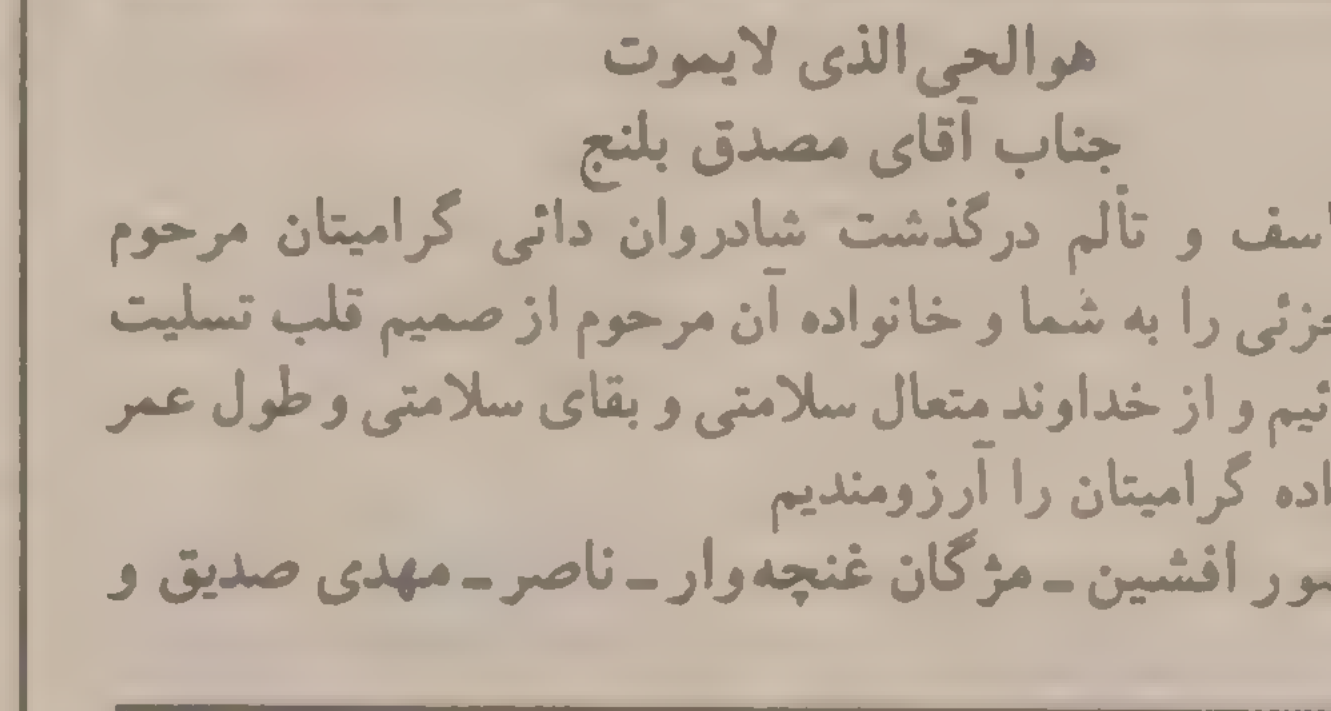 هوالحی الذی لایموت
جناب آقای مصدق بلنج
اسف و تألم درگذشت شادروان دائی گرامیتان مرحوم
جزئی را به شما و خانواده آن مرحوم از صمیم قلب تسلیت
ئیم و از خداوند متعال سلامتی و بقای سلامتی و طول عمر
اده گرامیتان را آرزومندیم
ور افشین ـ مژگان غنچه وار ـ ناصر ـ مهدی صدیق و